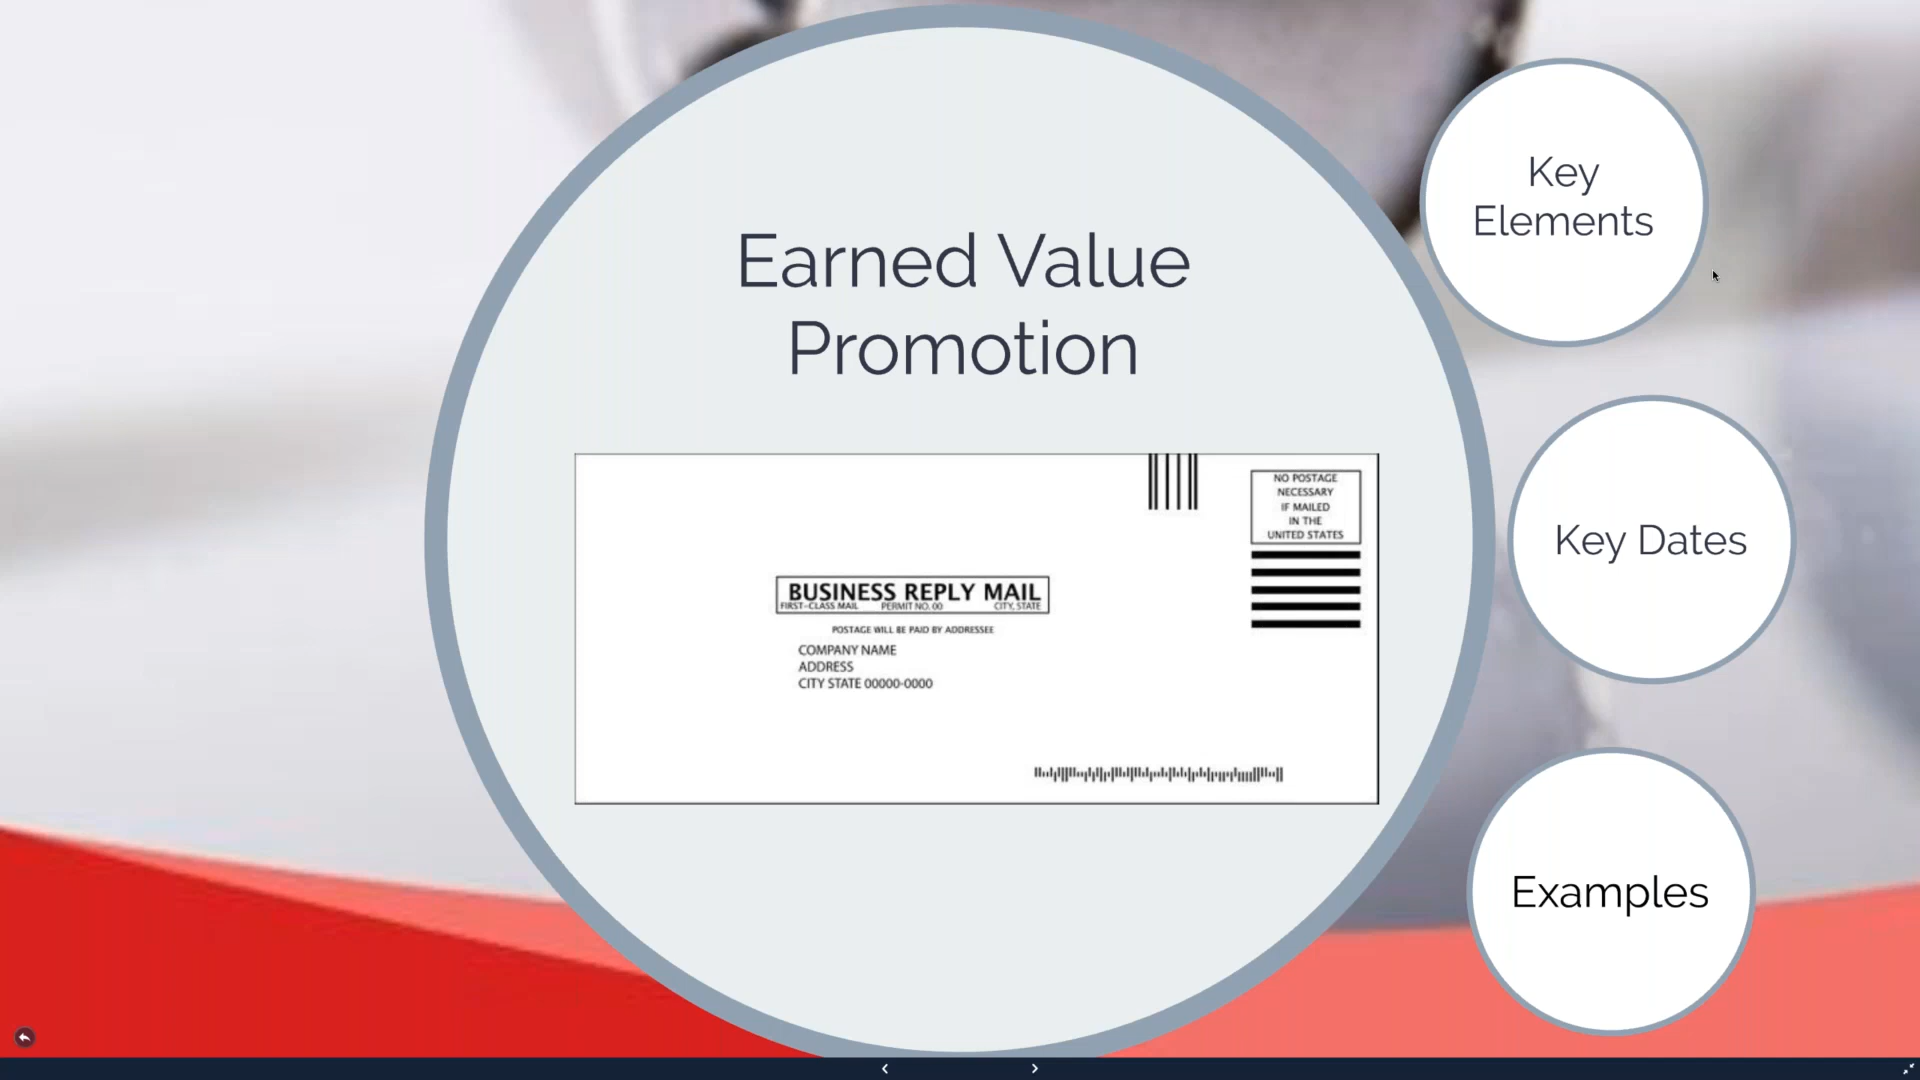 Earned Value
Promotion
NO POSTAGE
NECESSARY
IF MAILED
IN THE
UNITED STATES
BUSINESS REPLY MAIL
FIRST-CLASS MAIL PERMIT NO. 00 CITY, STATE
POSTAGE WILL BE PAID BY ADDRESSEE
COMPANY NAME
ADDRESS
CITY STATE 00000-0000
Key
Elements
Key Dates
Examples